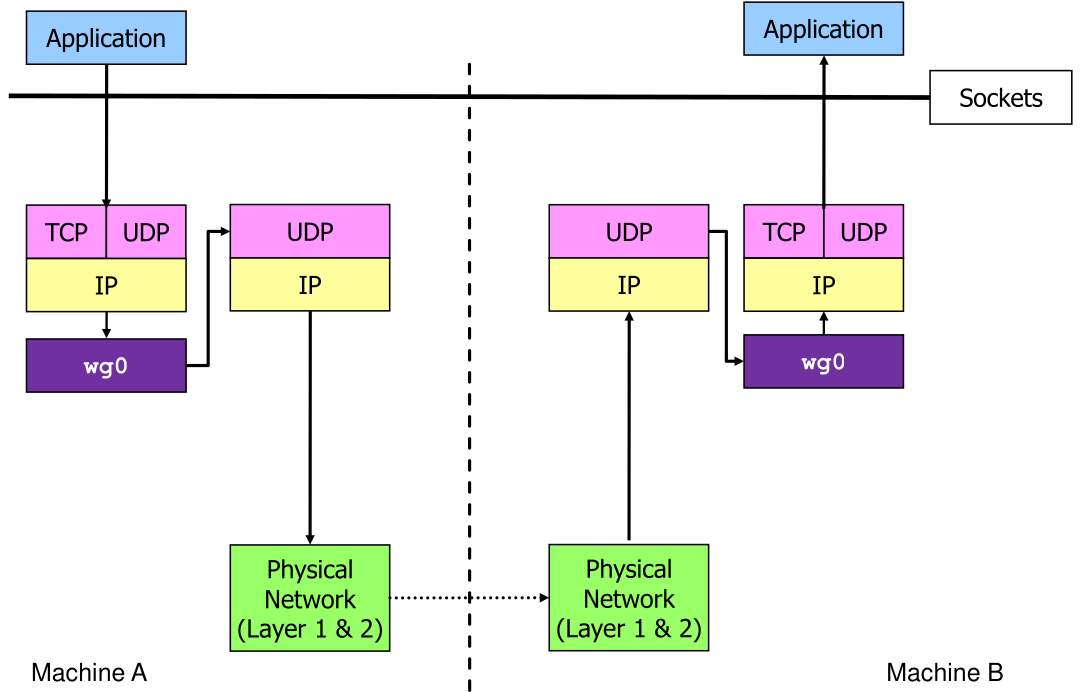 Application
Application
Sockets
TCP UDP
UDP
UDP
TCP UDP
IP
IP
IP
IP
wg0
wg0
Physical
Network
(Layer 1 & 2)
Physical
Network
(Layer 1 & 2)
Machine A
Machine B